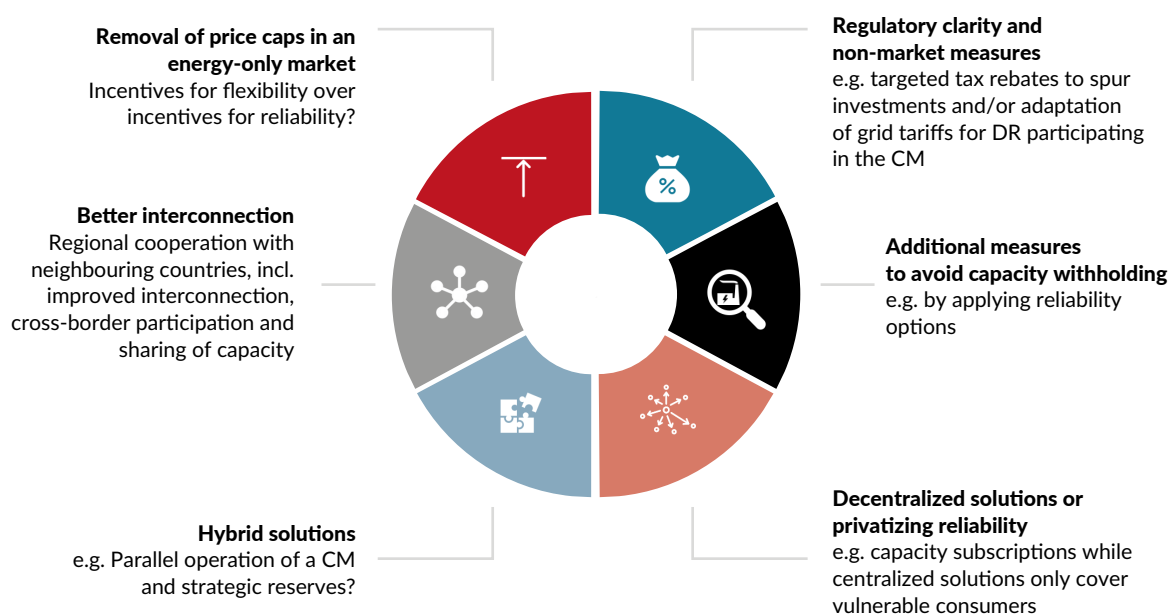 Removal of price caps in an
energy-only market
Incentives for flexibility over
incentives for reliability?
Regulatory clarity and
non-market measures
e.g. targeted tax rebates to spur
investments and/or adaptation
of grid tariffs for DR participating
in the CM
%
Better interconnection
Regional cooperation with
neighbouring countries, incl.
improved interconnection,
cross-border participation and
sharing of capacity
Additional measures
to avoid capacity withholding
e.g. by applying reliability
options
Hybrid solutions
e.g. Parallel operation of a CM
and strategic reserves?
Decentralized solutions or
privatizing reliability
e.g. capacity subscriptions while
centralized solutions only cover
vulnerable consumers